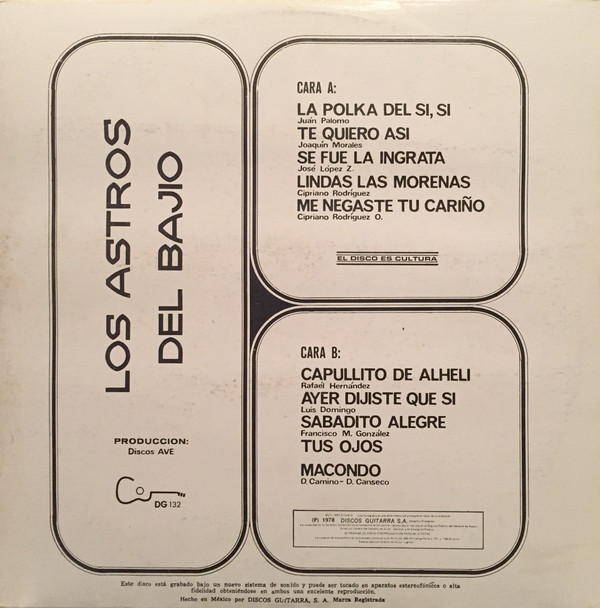 LOS ASTROS
DEL BAJIO
PRODUCCION:
Discos AVE
DG 132
CARA A:
LA POLKA DEL SI, SI
Juan Palomo
TE QUIERO ASI
Joaquín Morales
SE FUE LA INGRATA
José López Z.
LINDAS LAS MORENAS
Cipriano Rodríguez
ME NEGASTE TU CARIÑO
Cipriano Rodríguez O.
EL DISCO ES CULTURA
CARA B:
CAPULLITO DE ALHELI
Rafael Hernández
AYER DIJISTE QUE SI
Luis Domingo
SABADITO ALEGRE
Francisco M. González
TUS OJOS
MACONDO
D. Camino- D. Canseco
(P) 1978 DISCOS GUITARRA S.A.
Este disco está grabado bajo un nuevo sistema de sonido y puede ser tocado en aparatos estereofónicos o alta
fidelidad obteniéndose en ambos una excelente reproducción.
Hecho en México por DISCOS GUITARRA, S. A. Marca Registrada